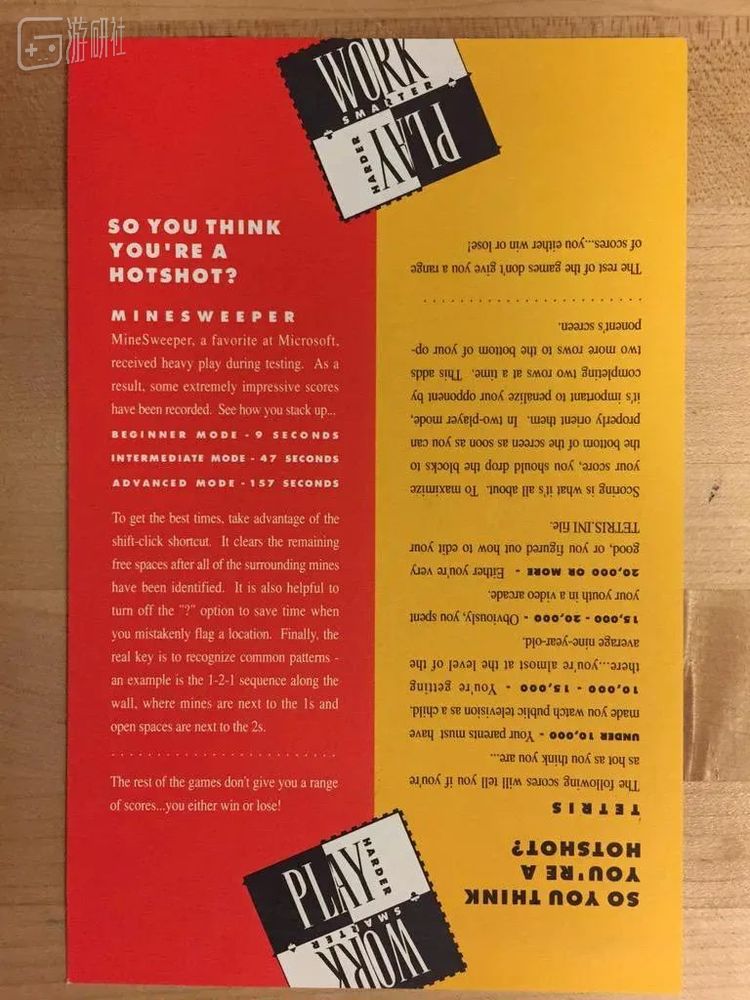 游研社
WORK
SMARTER
PLAY
HARDER
SO YOU THINK
YOU'RE A
HOTSHOT?
MINESWEEPER
MineSweeper, a favorite at Microsoft,
received heavy play during testing. As a
result, some extremely impressive scores
have been recorded. See how you stack up...
BEGINNER MODE - 9 SECONDS
INTERMEDIATE MODE - 47 SECONDS
ADVANCED MODE - 157 SECONDS
To get the best times, take advantage of the
shift-click shortcut. It clears the remaining
free spaces after all of the surrounding mines
have been identified. It is also helpful to
turn off the "?" option to save time when
you mistakenly flag a location. Finally, the
real key is to recognize common patterns -
an example is the 1-2-1 sequence along the
wall, where mines are next to the 1s and
open spaces are next to the 2s.
The rest of the games don't give you a range
of scores...you either win or lose!
PLAY
HARDER
WORK
SMARTER
SO YOU THINK
YOU'RE A
HOTSHOT?
TETRIS
The following scores will tell you if you're
as hot as you think you are...
UNDER 10,000 - Your parents must have
made you watch public television as a child.
10,000 - 15,000 - You're getting
there...you're almost at the level of the
average nine-year-old.
15,000 - 20,000 - Obviously, you spent
your youth in a video arcade.
20,000 OR MORE - Either you're very
good, or you figured out how to edit your
TETRIS.INI file.
Scoring is what it's all about. To maximize
your score, you should drop the blocks to
the bottom of the screen as soon as you can
properly orient them. In two-player mode,
it's important to penalize your opponent by
completing two rows at a time. This adds
two more rows to the bottom of your op-
ponent's screen.
The rest of the games don't give you a range
of scores...you either win or lose!